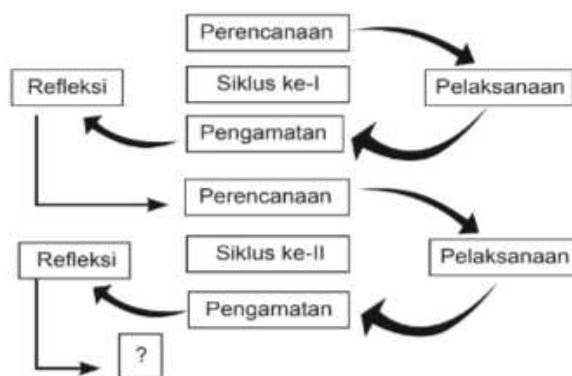 Perencanaan
Refleksi
Siklus ke-I
Pelaksanaan
Pengamatan
Perencanaan
Refleksi
Siklus ke-II
Pelaksanaan
Pengamatan
?